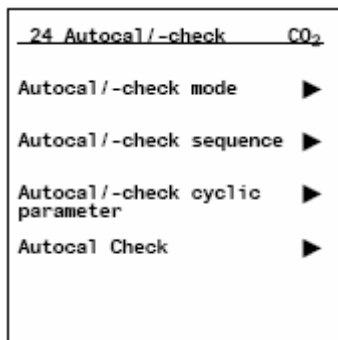 24 Autocal/-check CO₂
Autocal/-check mode ▶
Autocal/-check sequence ▶
Autocal/-check cyclic ▶
parameter
Autocal Check ▶